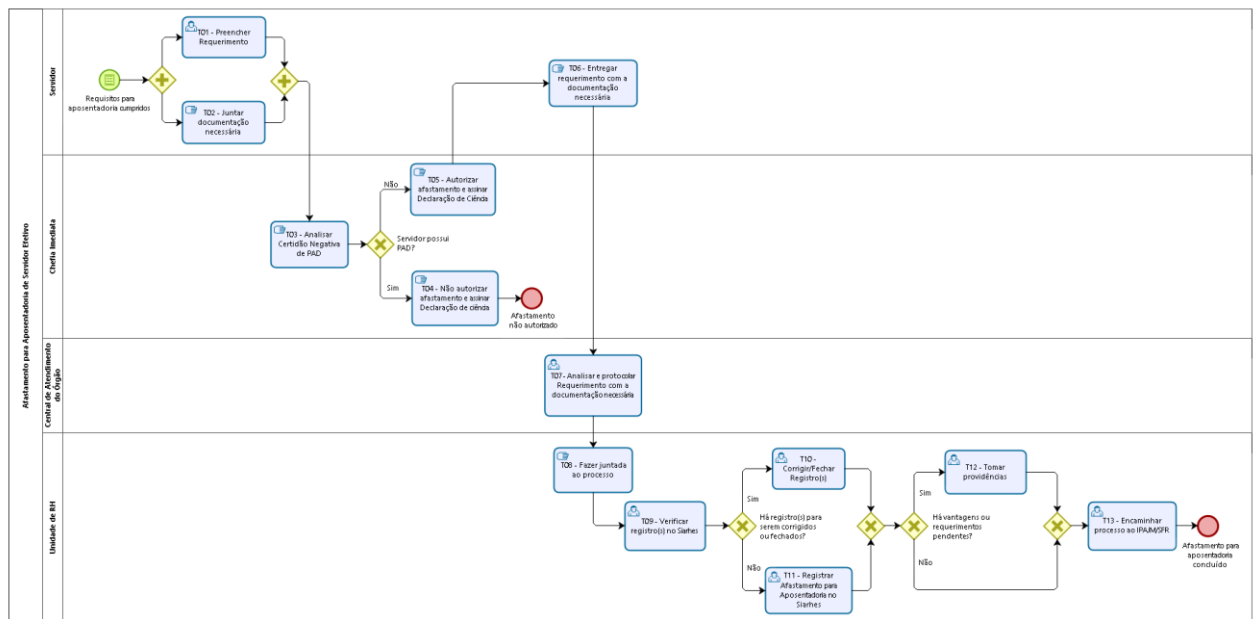 Afastamento para Aposentadoria de Servidor Efetivo
Servidor
Requisitos para
aposentadoria cumpridos
T01 - Preencher
Requerimento
T02 - Juntar
documentação
necessária
T06 - Entregar
requerimento com a
documentação
necessária
Chefia Imediata
T03 - Analisar
Certidão Negativa
de PAD
Servidor possui
PAD?
Não
T05 - Autorizar
afastamento e assinar
Declaração de Ciência
Sim
T04 - Não autorizar
afastamento e assinar
Declaração de ciência
Afastamento
não autorizado
Central de Atendimento
do Órgão
T07- Analisar e protocolar
Requerimento com a
documentação necessária
Unidade de RH
T08 - Fazer juntada
ao processo
T09 - Verificar
registro(s) no Siarhes
Há registro(s) para
serem corrigidos
ou fechados?
Sim
T10 -
Corrigir/Fechar
Registro(s)
Não
T11 - Registrar
Afastamento para
Aposentadoria no
Siarhes
Há vantagens ou
requerimentos
pendentes?
Sim
T12 - Tomar
providências
Não
T13 - Encaminhar
processo ao IPAJM/SFR
Afastamento para
aposentadoria
concluído